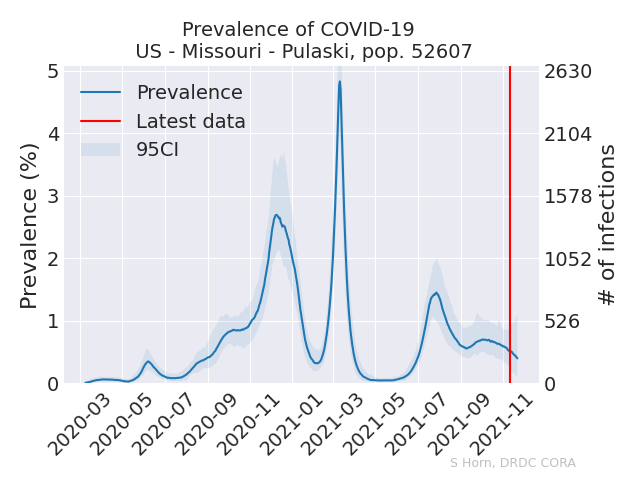 Prevalence of COVID-19
US - Missouri - Pulaski, pop. 52607
Prevalence
Latest data
95CI
Prevalence (%)
5
4
3
2
1
0
2630
2104
1578
1052
526
0
# of infections
2020-03
2020-05
2020-07
2020-09
2020-11
2021-01
2021-03
2021-05
2021-07
2021-09
2021-11
S Horn, DRDC CORA